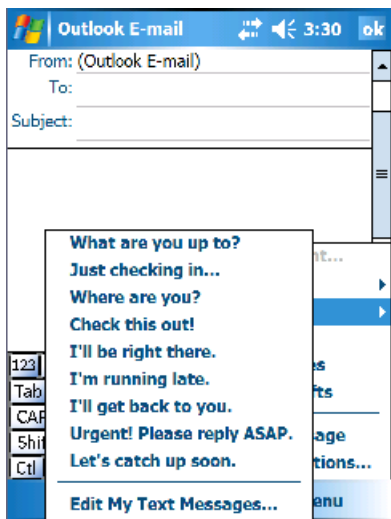 Outlook E-mail 3:30 ok
From: (Outlook E-mail)
To:
Subject:
What are you up to?
Just checking in...
Where are you?
Check this out!
I'll be right there.
I'm running late.
I'll get back to you.
Urgent! Please reply ASAP.
Let's catch up soon.
Edit My Text Messages...
123
Tab
Ctl